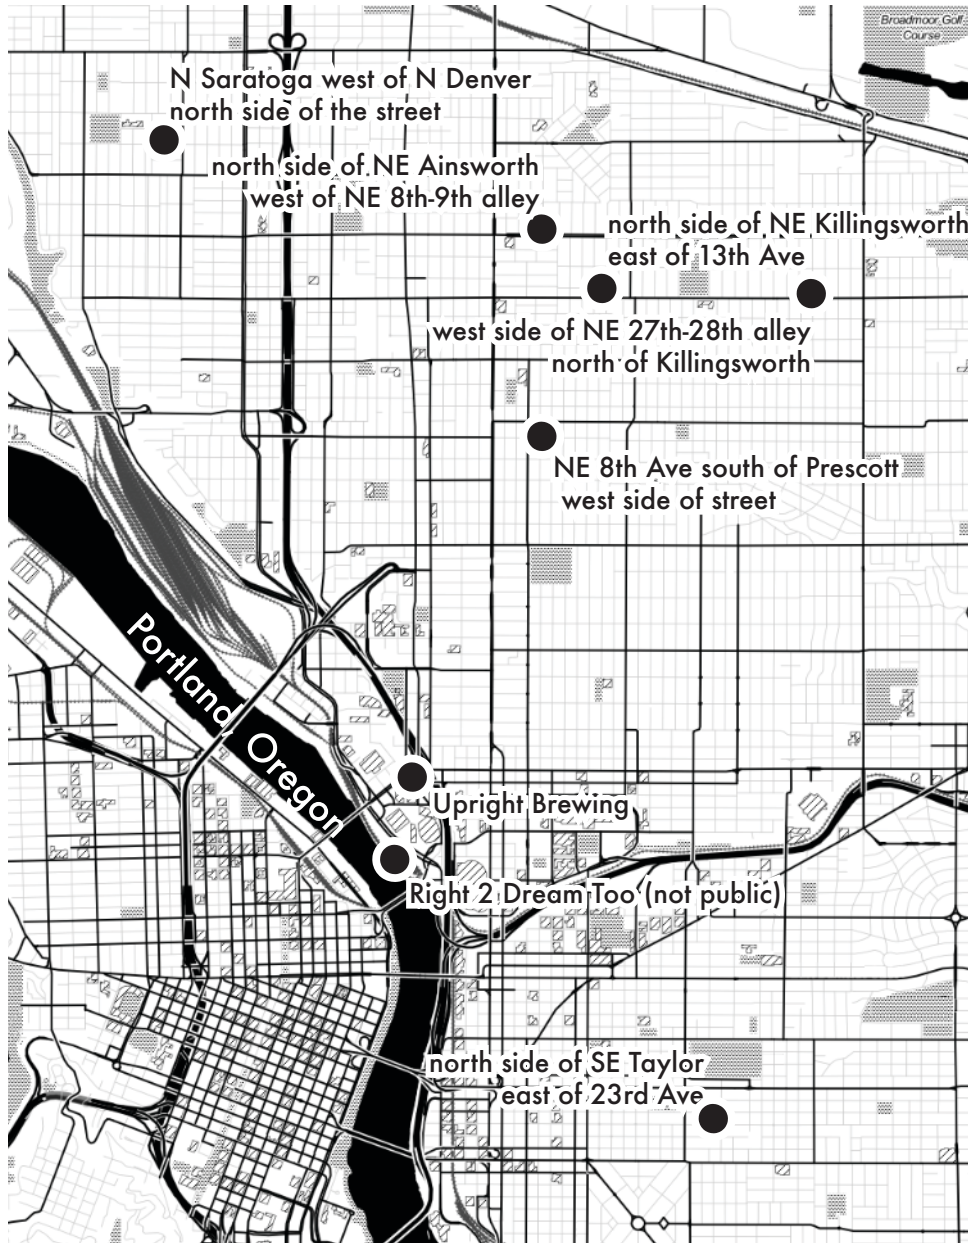 Broadmoor Golf
Course
N Saratoga west of N Denver
north side of the street
north side of NE Ainsworth
west of NE 8th-9th alley
north side of NE Killingsworth
east of 13th Ave
west side of NE 27th-28th alley
north of Killingsworth
NE 8th Ave south of Prescott
west side of street
Portland, Oregon
Upright Brewing
Right 2 Dream Too (not public)
north side of SE Taylor
east of 23rd Ave